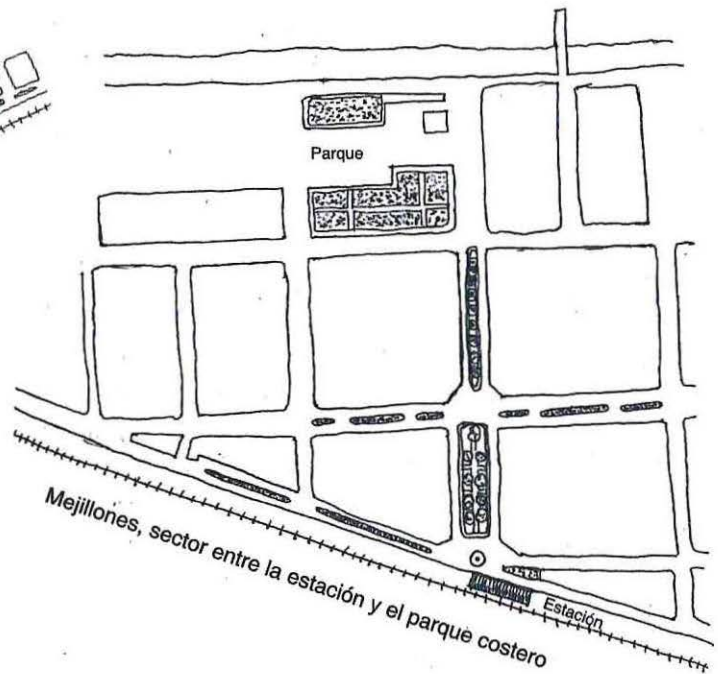 Parque
Estación
Mejillones, sector entre la estación y el parque costero